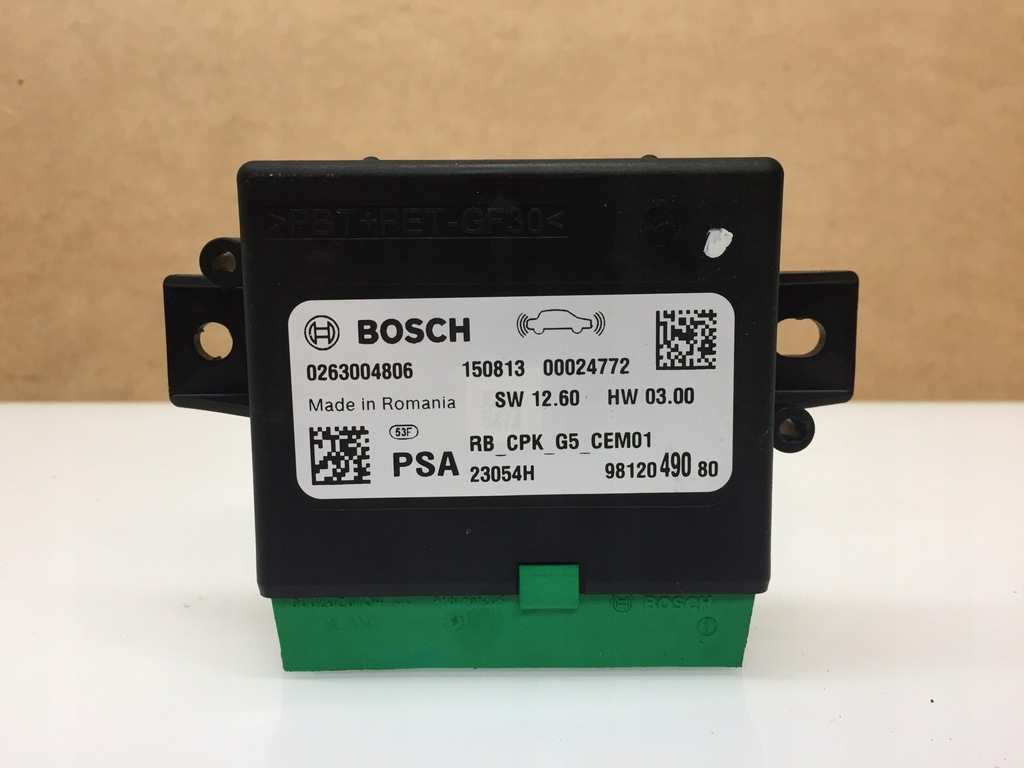 >PBT+PET-GF30<
BOSCH
0263004806 150813 00024772
Made in Romania SW 12.60 HW 03.00
53F RB_CPK_G5_CEM01
PSA 23054H 98120 490 80
BOSCH